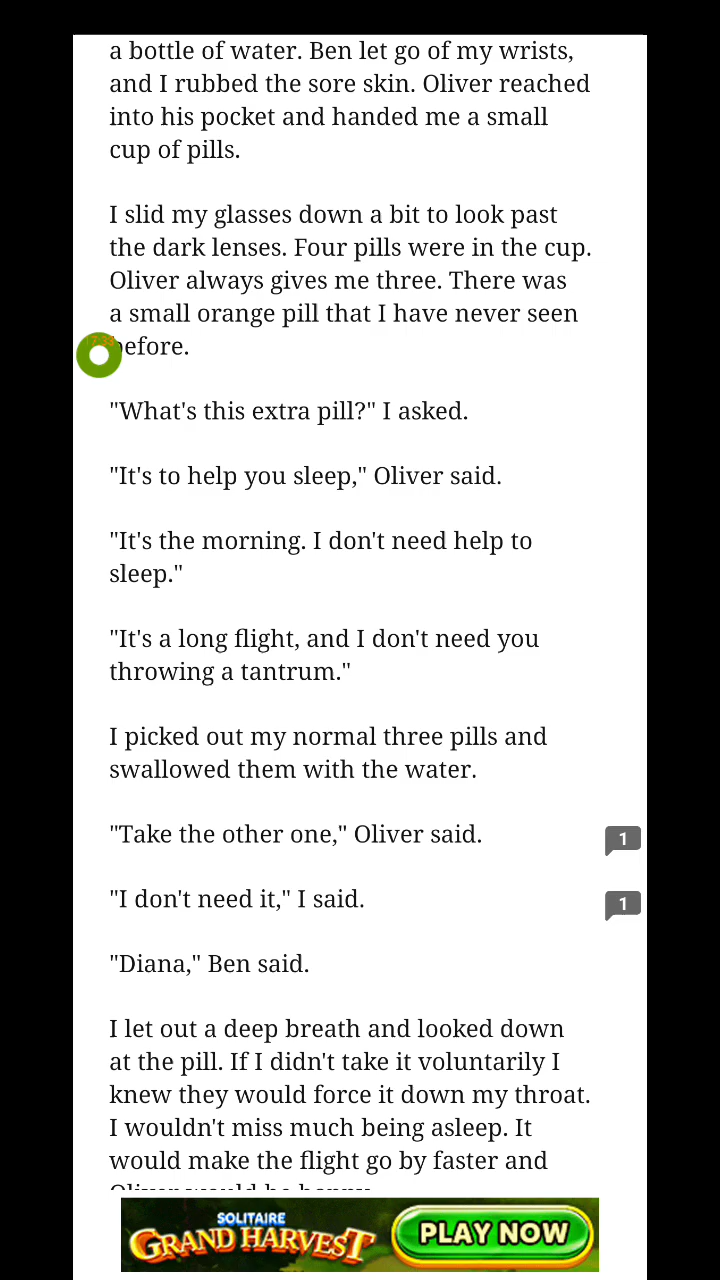 a bottle of water. Ben let go of my wrists,
and I rubbed the sore skin. Oliver reached
into his pocket and handed me a small
cup of pills.
I slid my glasses down a bit to look past
the dark lenses. Four pills were in the cup.
Oliver always gives me three. There was
a small orange pill that I have never seen
before.
"What's this extra pill?" I asked.
"It's to help you sleep," Oliver said.
"It's the morning. I don't need help to
sleep."
"It's a long flight, and I don't need you
throwing a tantrum."
I picked out my normal three pills and
swallowed them with the water.
"Take the other one," Oliver said.
1
"I don't need it," I said.
1
"Diana," Ben said.
I let out a deep breath and looked down
at the pill. If I didn't take it voluntarily I
knew they would force it down my throat.
I wouldn't miss much being asleep. It
would make the flight go by faster and
Oliver would be happy
SOLITAIRE
GRAND HARVEST
PLAY NOW